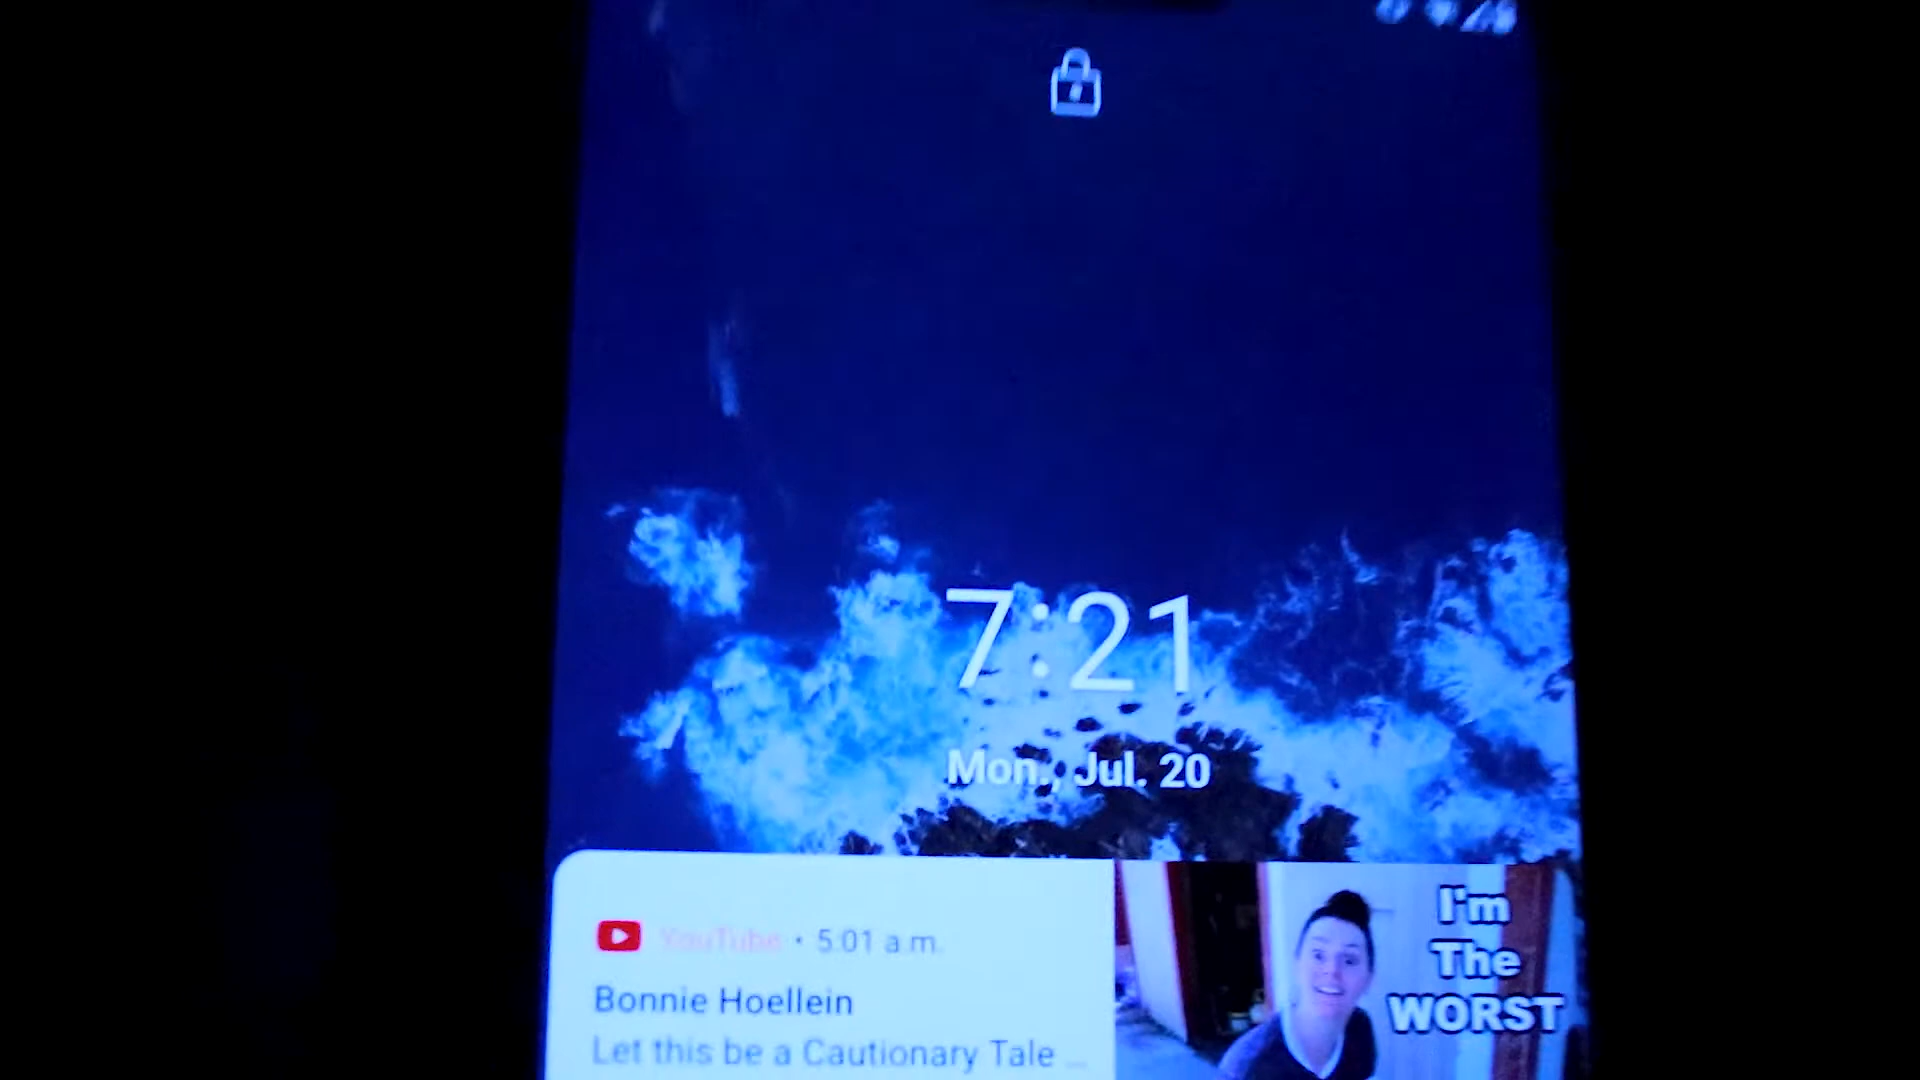 7:21
Mon., Jul. 20
YouTube • 5:01 a.m.
Bonnie Hoellein
Let this be a Cautionary Tale ...
I'm
The
WORST